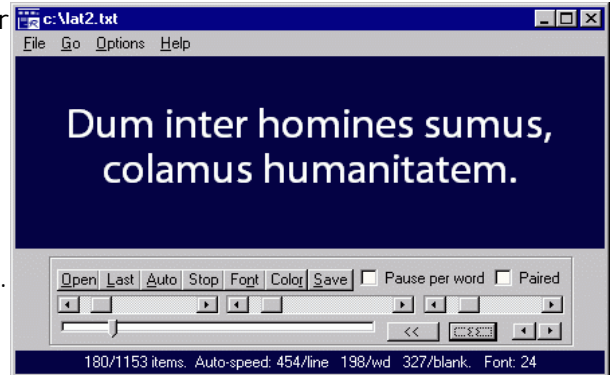 r
c:\lat2.txt
File Go Options Help
Dum inter homines sumus,
colamus humanitatem.
.
Open Last Auto Stop Font Color Save Pause per word Paired
<<
180/1153 items. Auto-speed: 454/line 198/wd 327/blank. Font: 24